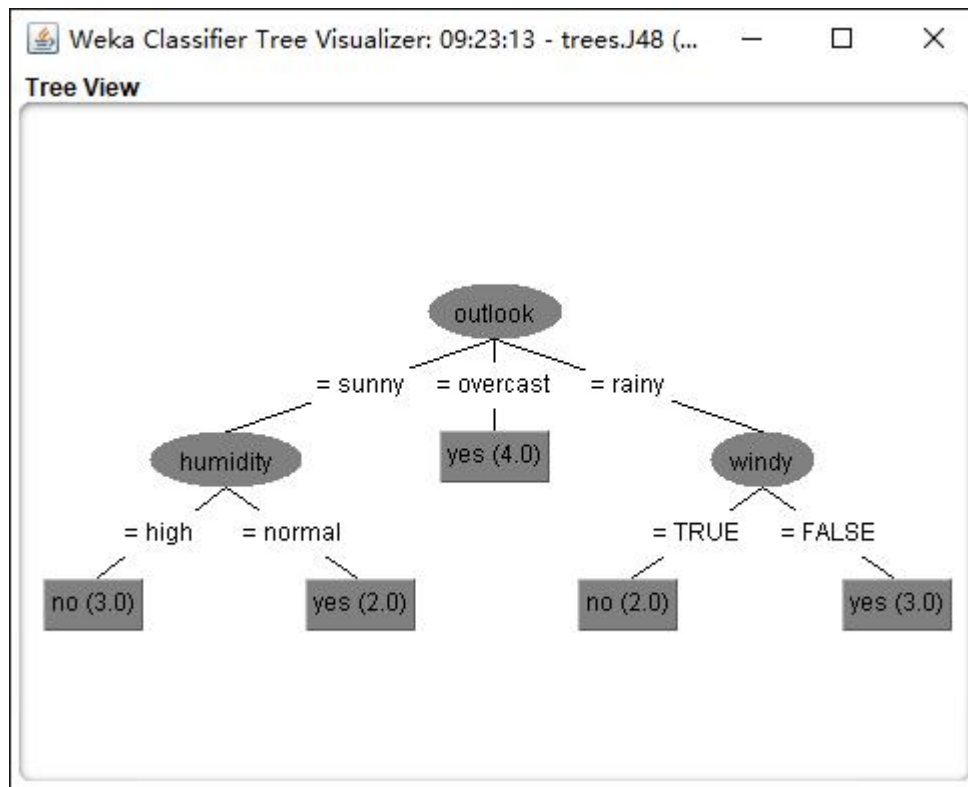 Weka Classifier Tree Visualizer: 09:23:13 - trees.J48 (...
Tree View
outlook
= sunny = overcast = rainy
humidity yes (4.0) windy
= high = normal = TRUE = FALSE
no (3.0) yes (2.0) no (2.0) yes (3.0)